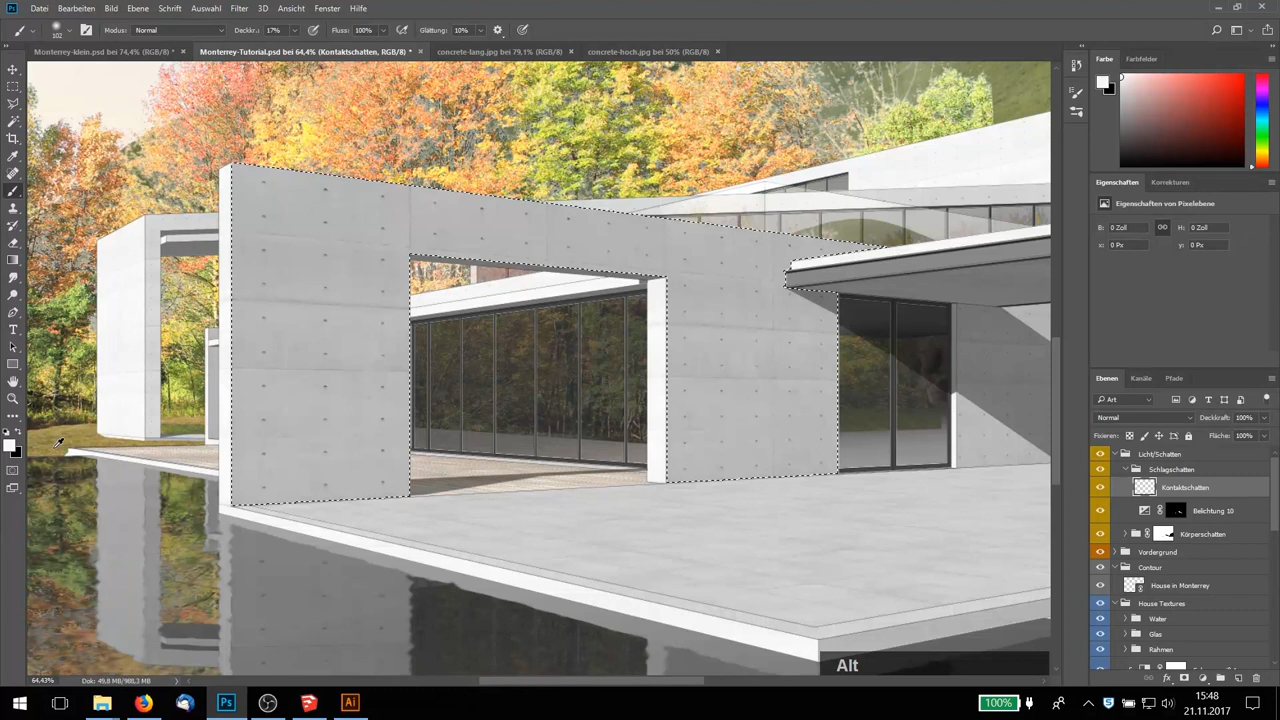 Datei Bearbeiten Bild Ebene Schrift Auswahl Filter 3D Ansicht Fenster Hilfe
102 Modus: Normal Deckkr.: 17% Fluss: 100% Glättung: 10%
Monterrey-klein.psd bei 74,4% (RGB/8) * × Monterrey-Tutorial.psd bei 64,4% (Kontaktschatten, RGB/8) * × concrete-lang.jpg bei 79,1% (RGB/8) × concrete-hoch.jpg bei 50% (RGB/8) ×
Farbe Farbfelder
Eigenschaften Korrekturen
Eigenschaften von Pixelebene
B: 0 Zoll H: 0 Zoll
x: 0 Px y: 0 Px
Ebenen Kanäle Pfade
Art
Normal Deckkraft: 100%
Fixieren: Fläche: 100%
Licht/Schatten
Schlagschatten
Kontaktschatten
Belichtung 10
Körperschatten
Vordergrund
Contour
House in Monterrey
House Textures
Water
Glas
Rahmen
Alt
64,43% Dok: 49,8 MB/988,3 MB
Ps Ai 100% 15:48
21.11.2017